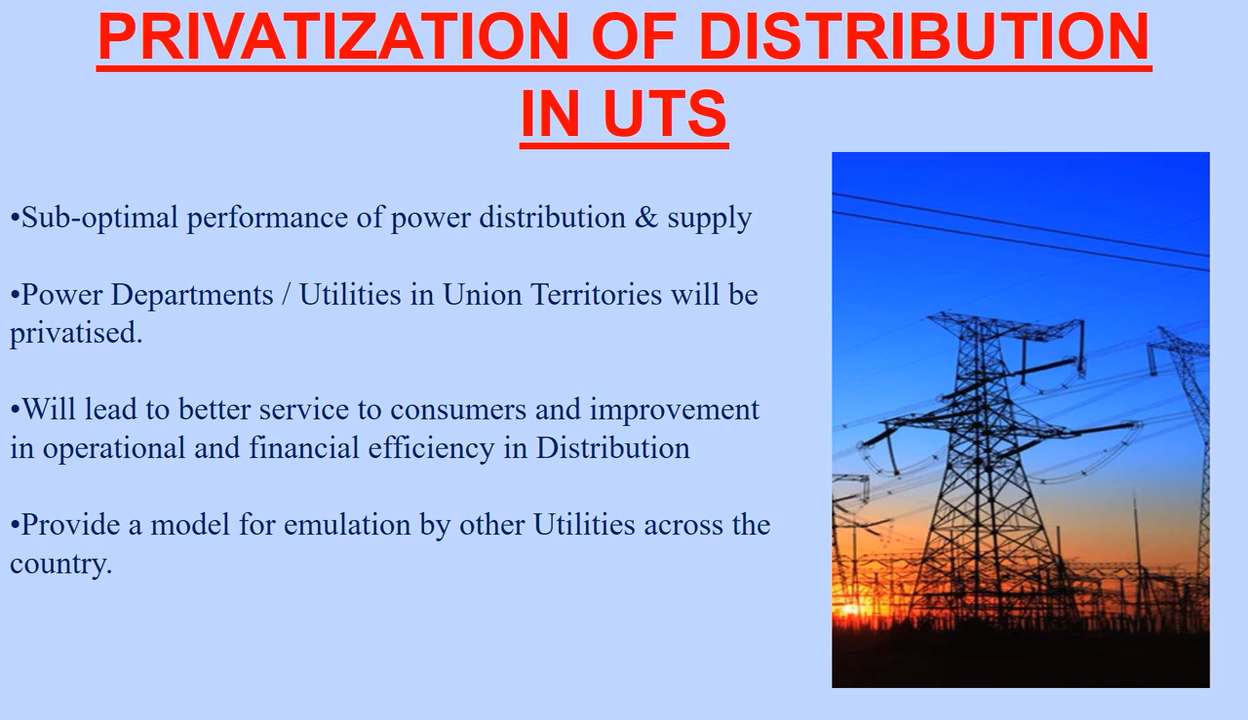 PRIVATIZATION OF DISTRIBUTION
IN UTS
•Sub-optimal performance of power distribution & supply
•Power Departments / Utilities in Union Territories will be
privatised.
•Will lead to better service to consumers and improvement
in operational and financial efficiency in Distribution
•Provide a model for emulation by other Utilities across the
country.